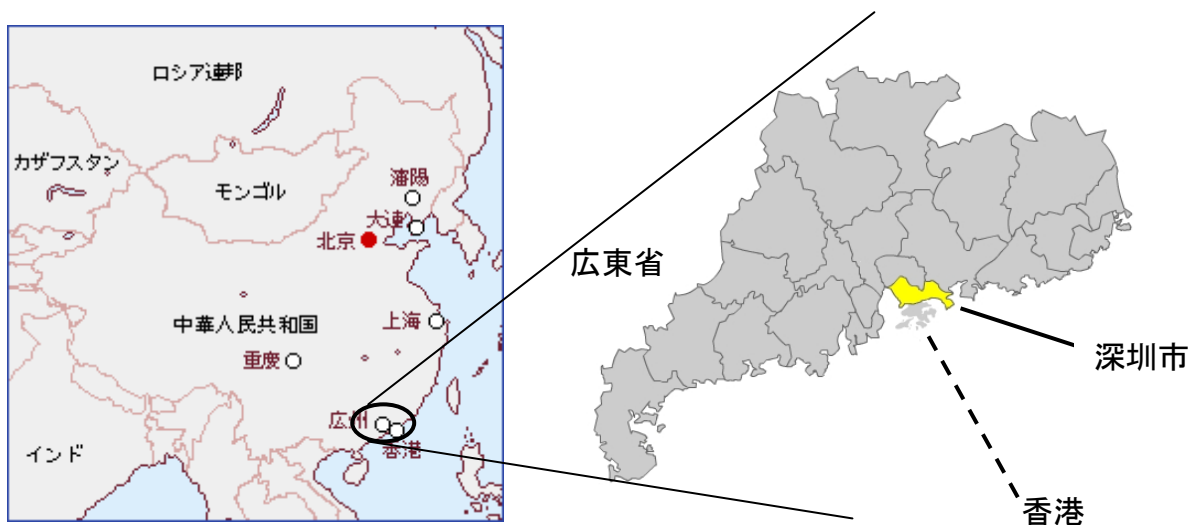 ロシア連邦
カザフスタン
モンゴル
瀋陽
大連
北京
中華人民共和国
上海
重慶
広州
香港
インド
広東省
深圳市
香港